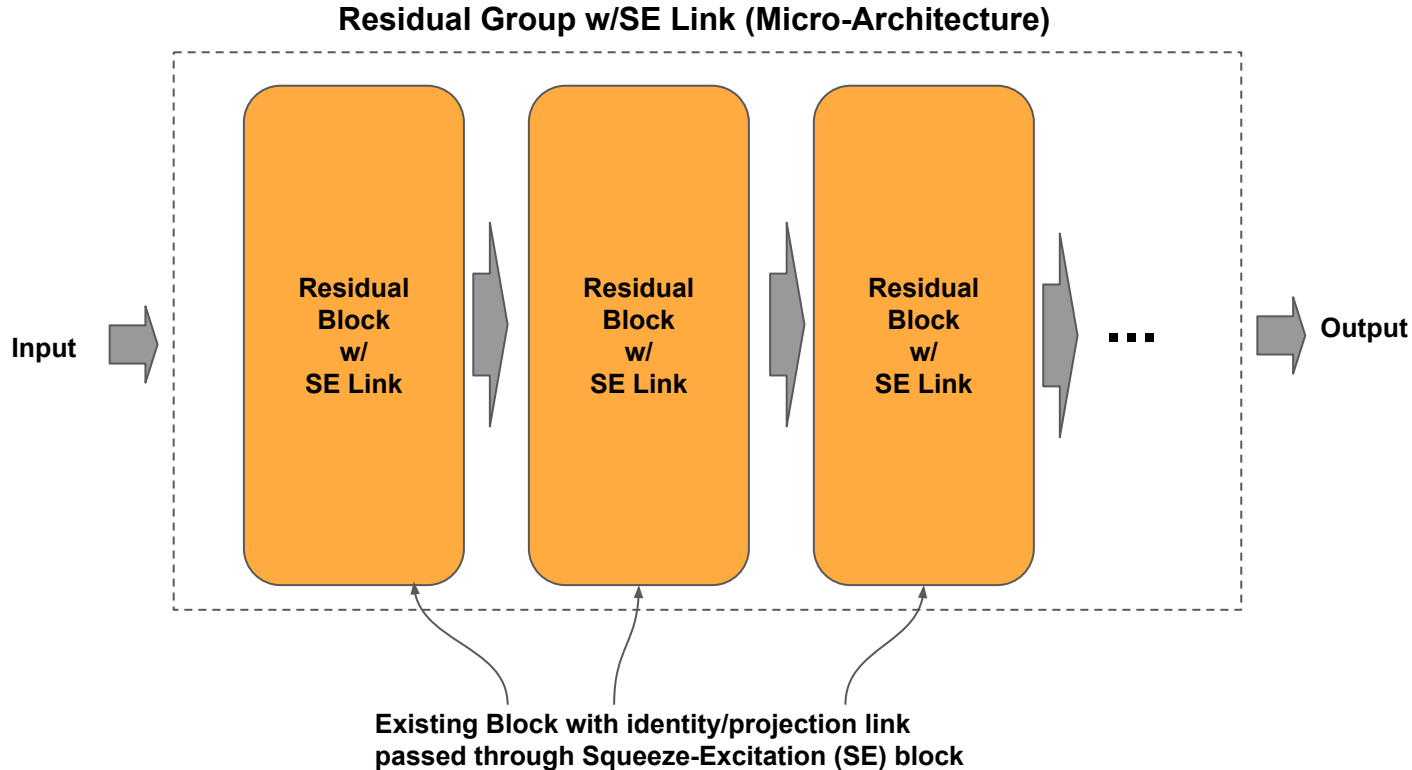 Residual Group w/SE Link (Micro-Architecture)
Input
Residual
Block
w/
SE Link
Residual
Block
w/
SE Link
Residual
Block
w/
SE Link
...
Output
Existing Block with identity/projection link
passed through Squeeze-Excitation (SE) block